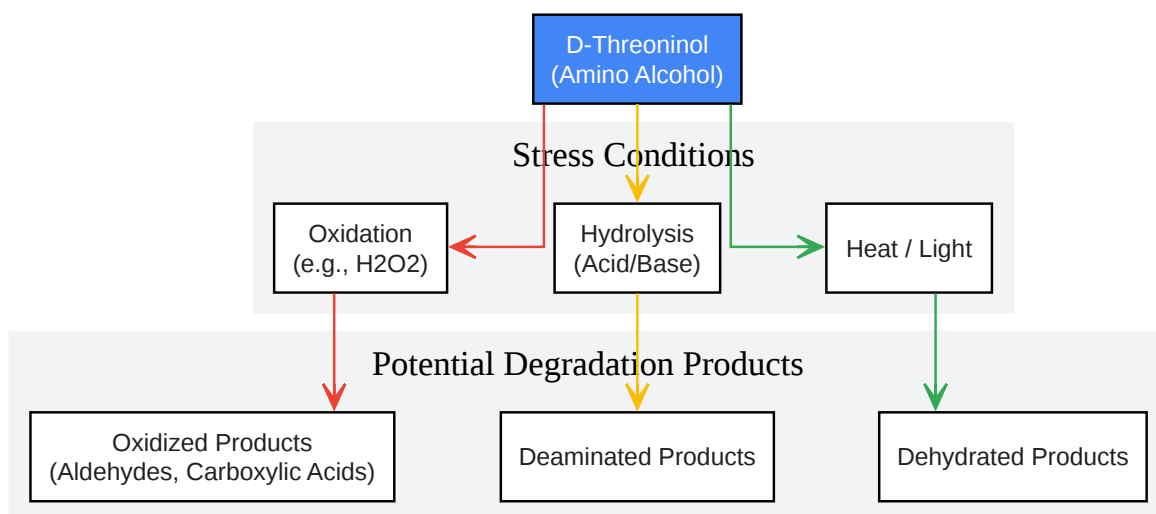 D-Threoninol
(Amino Alcohol)
Stress Conditions
Oxidation
(e.g., H2O2)
Hydrolysis
(Acid/Base)
Heat / Light
Potential Degradation Products
Oxidized Products
(Aldehydes, Carboxylic Acids)
Deaminated Products
Dehydrated Products